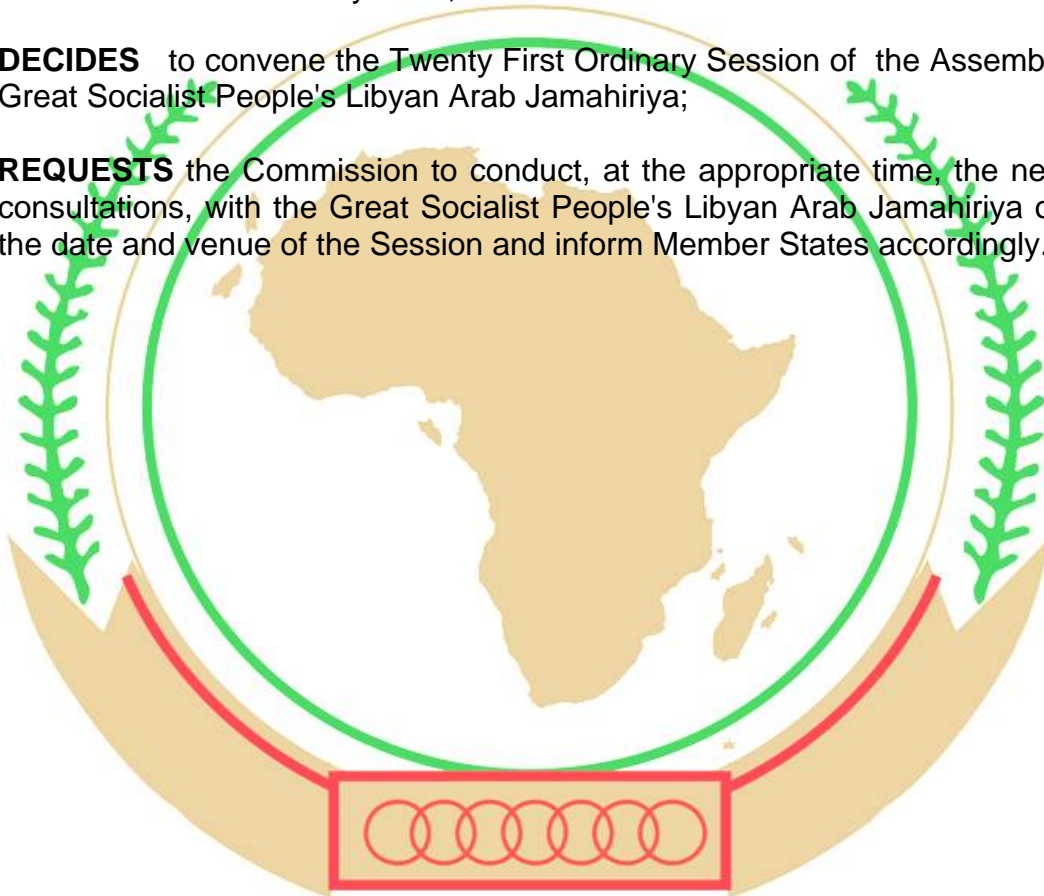 DECIDES to convene the Twenty First Ordinary Session of the Assemb
Great Socialist People's Libyan Arab Jamahiriya;
REQUESTS the Commission to conduct, at the appropriate time, the ne
consultations, with the Great Socialist People's Libyan Arab Jamahiriya o
the date and venue of the Session and inform Member States accordingly.